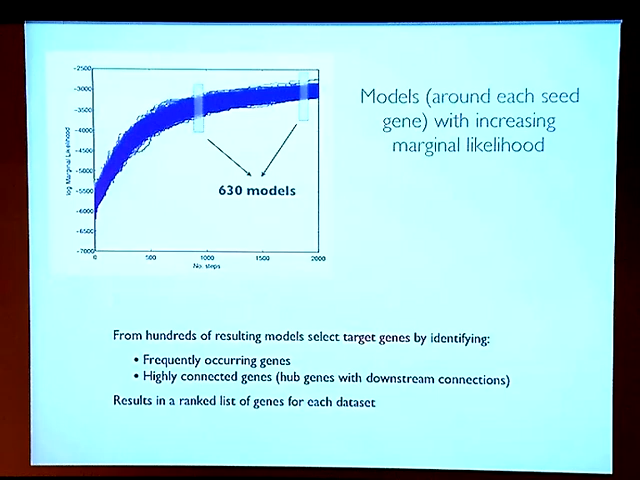 Models (around each seed
gene) with increasing
marginal likelihood
-2500
-3000
-3500
-4000
-4500
-5000
-5500
-6000
-6500
-7000
log Marginal Likelihood
0 500 1000 1500 2000
No. steps
630 models
From hundreds of resulting models select target genes by identifying:
• Frequently occurring genes
• Highly connected genes (hub genes with downstream connections)
Results in a ranked list of genes for each dataset